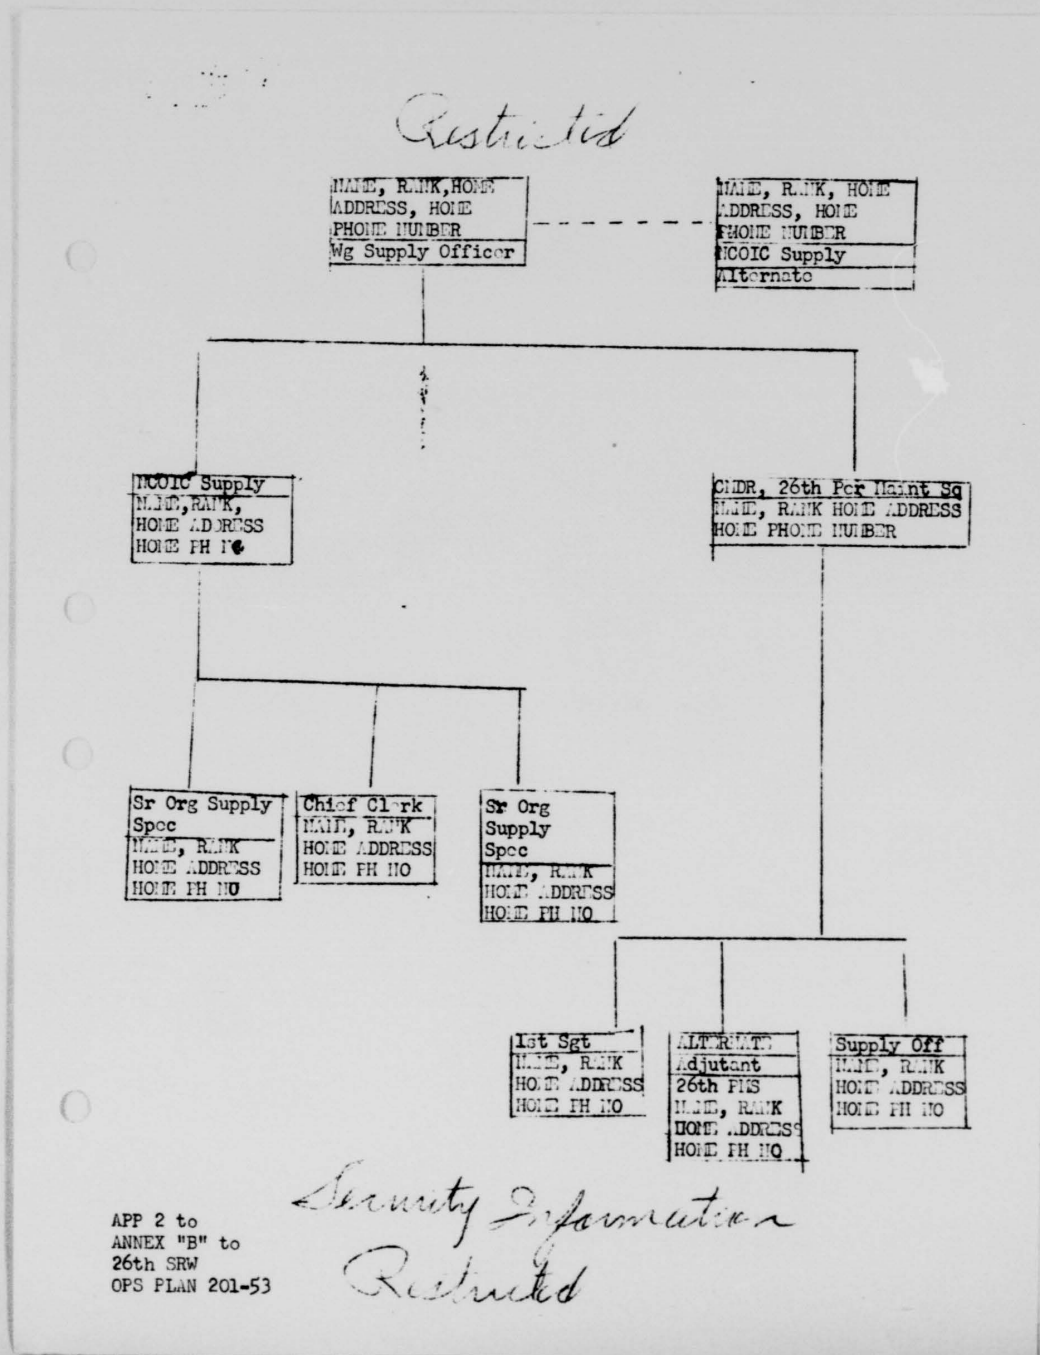 Restricted
NAME, RANK, HOME
ADDRESS, HOME
PHONE NUMBER
Wg Supply Officer
NAME, RANK, HOME
ADDRESS, HOME
PHONE NUMBER
NCOIC Supply
Alternate
NCOIC Supply
NAME, RANK,
HOME ADDRESS
HOME PH NO
CMDR, 26th Per Maint Sq
NAME, RANK HOME ADDRESS
HOME PHONE NUMBER
Sr Org Supply
Spec
NAME, RANK
HOME ADDRESS
HOME PH NO
Chief Clerk
NAME, RANK
HOME ADDRESS
HOME PH NO
Sr Org
Supply
Spec
NAME, RANK
HOME ADDRESS
HOME PH NO
1st Sgt
NAME, RANK
HOME ADDRESS
HOME PH NO
ALTERNATE
Adjutant
26th PMS
NAME, RANK
HOME ADDRESS
HOME PH NO
Supply Off
NAME, RANK
HOME ADDRESS
HOME PH NO
Security Information
Restricted
APP 2 to
ANNEX "B" to
26th SRW
OPS PLAN 201-53